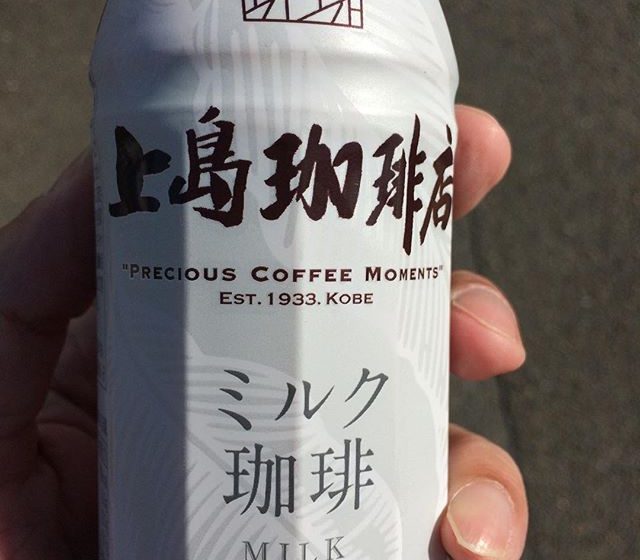 上島珈琲店
"PRECIOUS COFFEE MOMENTS"
EST. 1933. KOBE
ミルク
珈琲
MILK